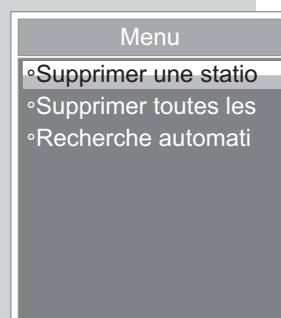 Menu
°Supprimer une statio
°Supprimer toutes les
°Recherche automati